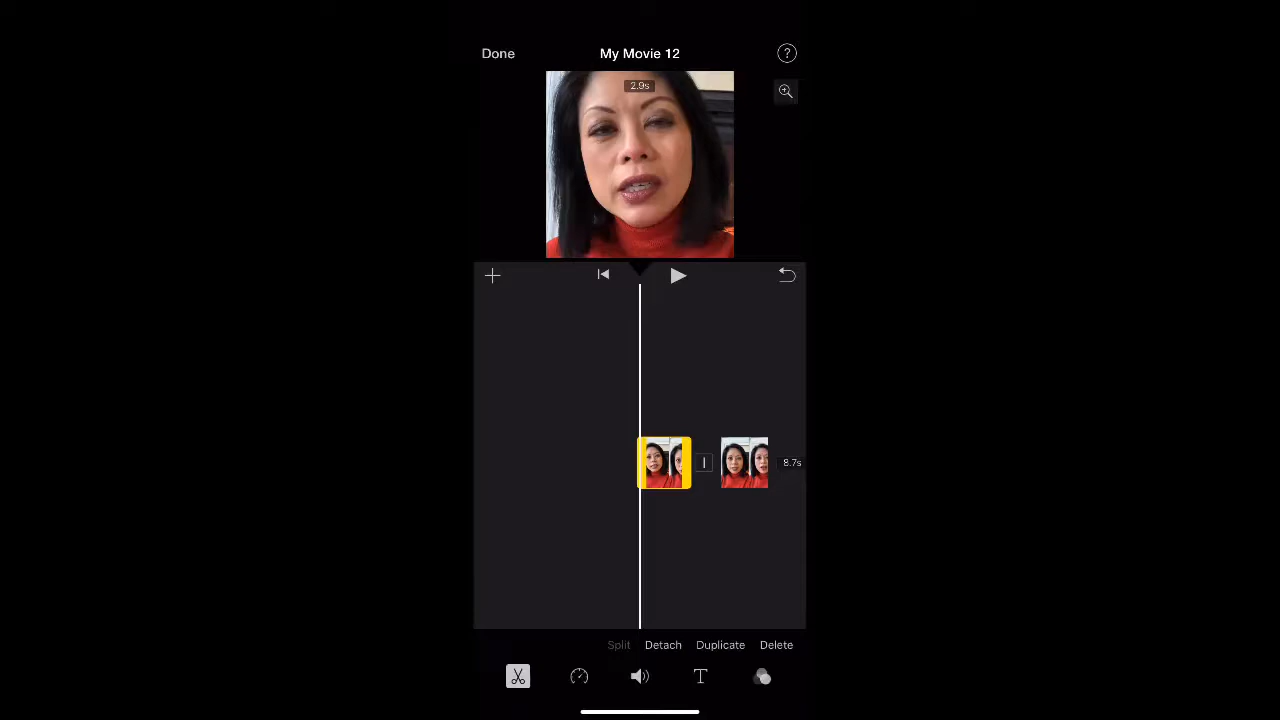 Done My Movie 12 ?
2.9s
8.7s
Split Detach Duplicate Delete
T